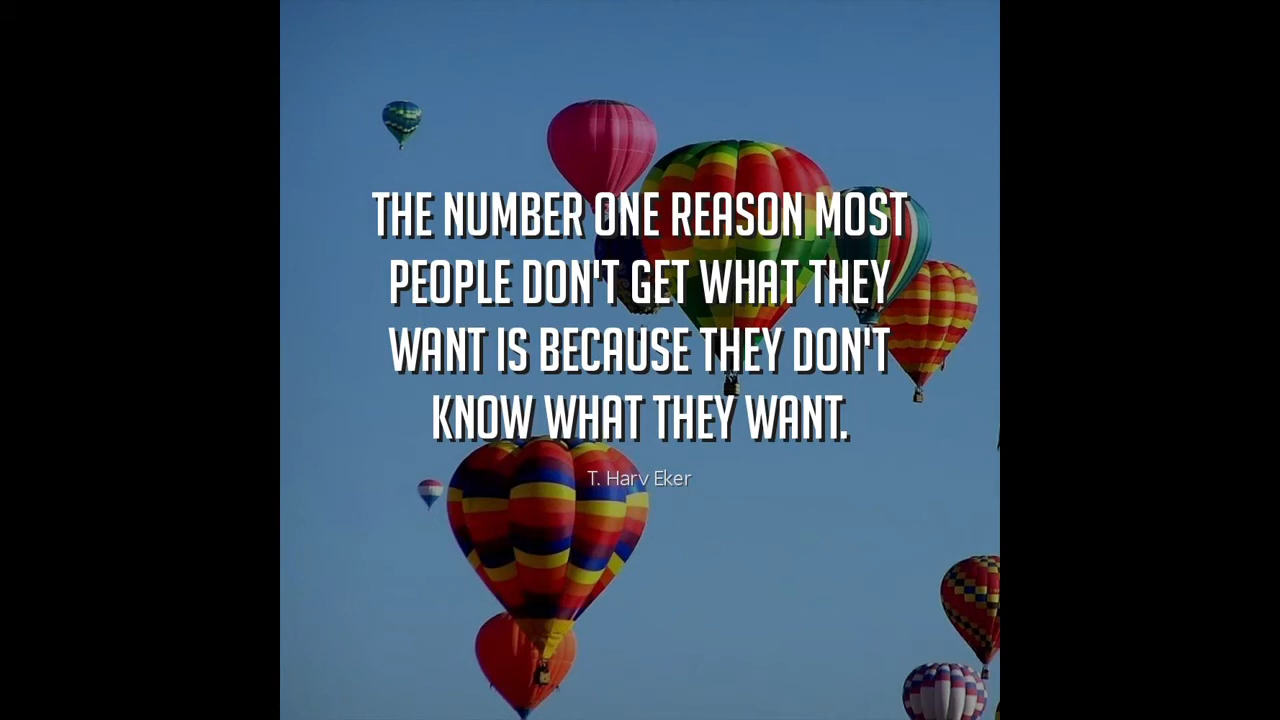 THE NUMBER ONE REASON MOST
PEOPLE DON'T GET WHAT THEY
WANT IS BECAUSE THEY DON'T
KNOW WHAT THEY WANT.
T. Harv Eker